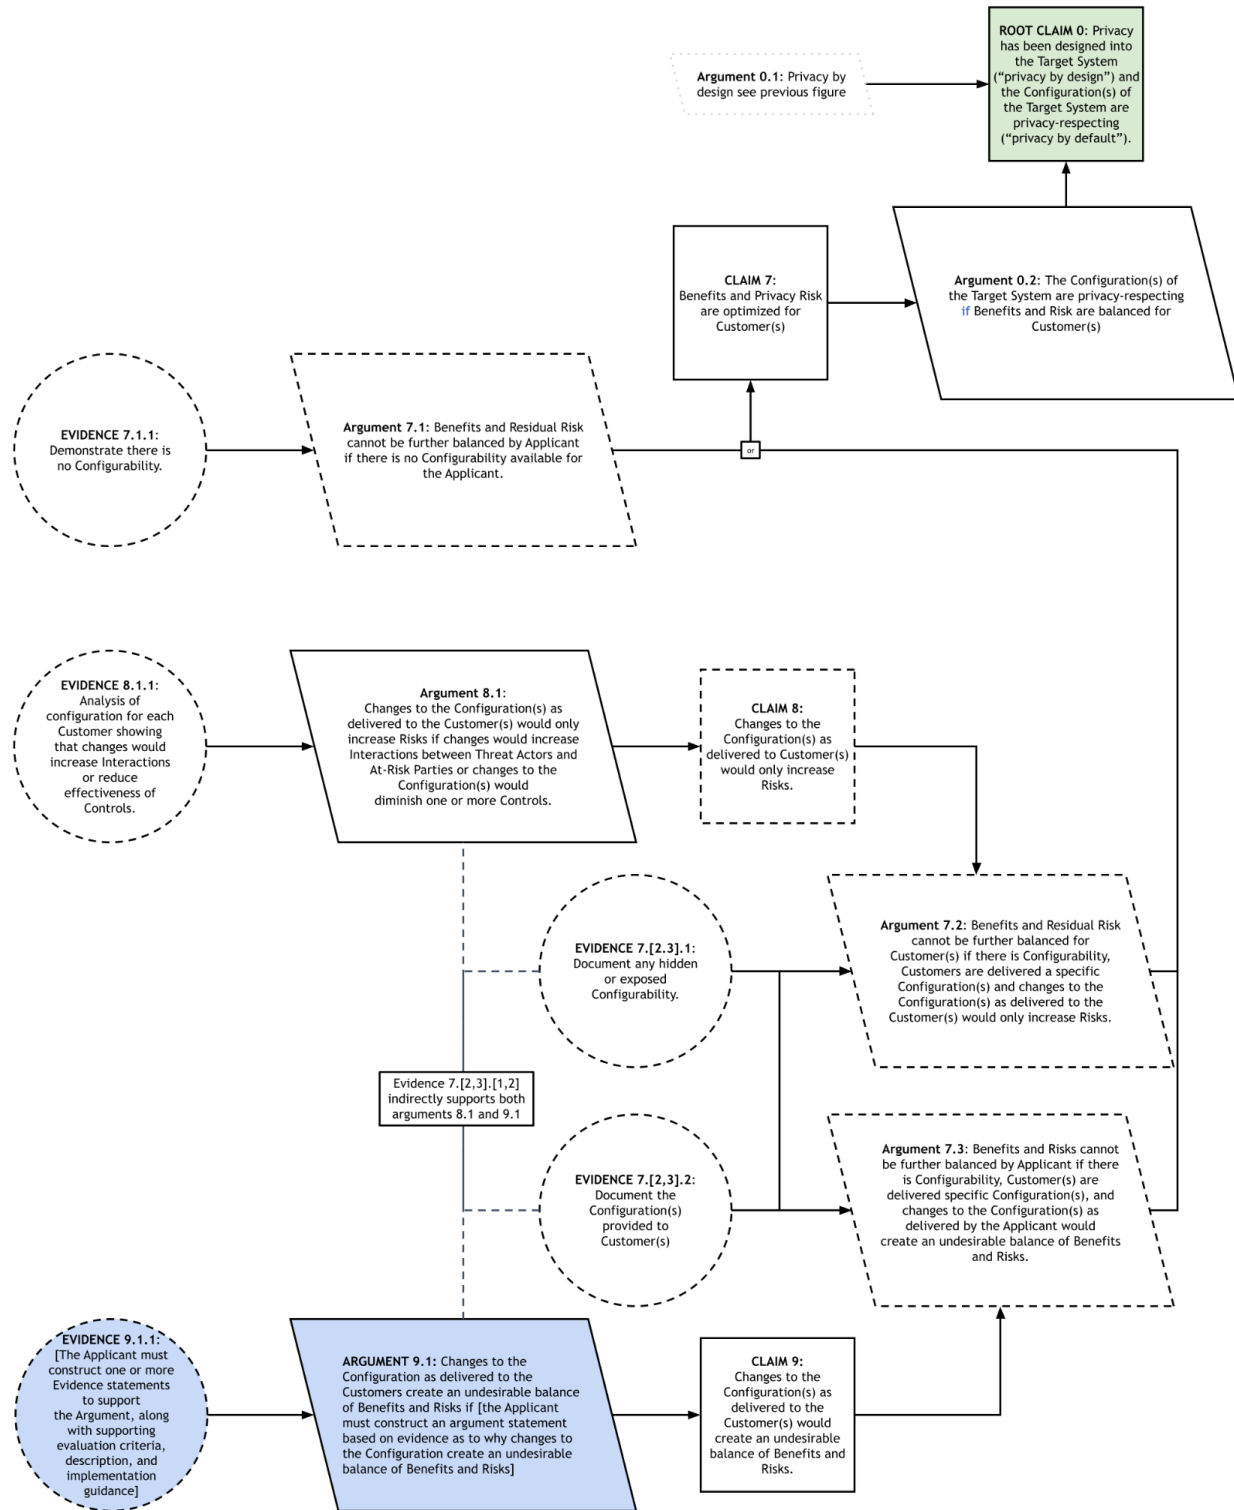 ROOT CLAIM 0: Privacy
has been designed into
the Target System
(“privacy by design”) and
the Configuration(s) of
the Target System are
privacy-respecting
(“privacy by default”).
Argument 0.1: Privacy by
design see previous figure
CLAIM 7:
Benefits and Privacy Risk
are optimized for
Customer(s)
Argument 0.2: The Configuration(s) of
the Target System are privacy-respecting
if Benefits and Risk are balanced for
Customer(s)
EVIDENCE 7.1.1:
Demonstrate there is
no Configurability.
Argument 7.1: Benefits and Residual Risk
cannot be further balanced by Applicant
if there is no Configurability available for
the Applicant.
or
EVIDENCE 8.1.1:
Analysis of
configuration for each
Customer showing
that changes would
increase Interactions
or reduce
effectiveness of
Controls.
Argument 8.1:
Changes to the Configuration(s) as
delivered to the Customer(s) would only
increase Risks if changes would increase
Interactions between Threat Actors and
At-Risk Parties or changes to the
Configuration(s) would
diminish one or more Controls.
CLAIM 8:
Changes to the
Configuration(s) as
delivered to Customer(s)
would only increase
Risks.
EVIDENCE 7.[2,3].1:
Document any hidden
or exposed
Configurability.
Argument 7.2: Benefits and Residual Risk
cannot be further balanced for
Customer(s) if there is Configurability,
Customers are delivered a specific
Configuration(s) and changes to the
Configuration(s) as delivered to the
Customer(s) would only increase Risks.
Evidence 7.[2,3].[1,2]
indirectly supports both
arguments 8.1 and 9.1
EVIDENCE 7.[2,3].2:
Document the
Configuration(s)
provided to
Customer(s)
Argument 7.3: Benefits and Risks cannot
be further balanced by Applicant if there
is Configurability, Customer(s) are
delivered specific Configuration(s), and
changes to the Configuration(s) as
delivered by the Applicant would
create an undesirable balance of Benefits
and Risks.
EVIDENCE 9.1.1:
[The Applicant must
construct one or more
Evidence statements
to support
the Argument, along
with supporting
evaluation criteria,
description, and
implementation
guidance]
ARGUMENT 9.1: Changes to the
Configuration as delivered to the
Customers create an undesirable balance
of Benefits and Risks if [the Applicant
must construct an argument statement
based on evidence as to why changes to
the Configuration create an undesirable
balance of Benefits and Risks]
CLAIM 9:
Changes to the
Configuration(s) as
delivered to the
Customer(s) would
create an undesirable
balance of Benefits and
Risks.